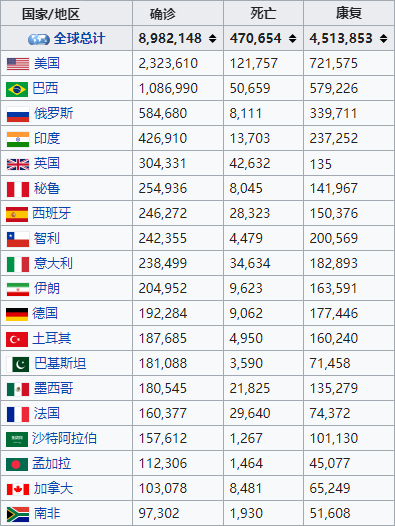 国家/地区 确诊 死亡 康复
全球总计 8,982,148 470,654 4,513,853
美国 2,323,610 121,757 721,575
巴西 1,086,990 50,659 579,226
俄罗斯 584,680 8,111 339,711
印度 426,910 13,703 237,252
英国 304,331 42,632 135
秘鲁 254,936 8,045 141,967
西班牙 246,272 28,323 150,376
智利 242,355 4,479 200,569
意大利 238,499 34,634 182,893
伊朗 204,952 9,623 163,591
德国 192,284 9,062 177,446
土耳其 187,685 4,950 160,240
巴基斯坦 181,088 3,590 71,458
墨西哥 180,545 21,825 135,279
法国 160,377 29,640 74,372
沙特阿拉伯 157,612 1,267 101,130
孟加拉 112,306 1,464 45,077
加拿大 103,078 8,481 65,249
南非 97,302 1,930 51,608